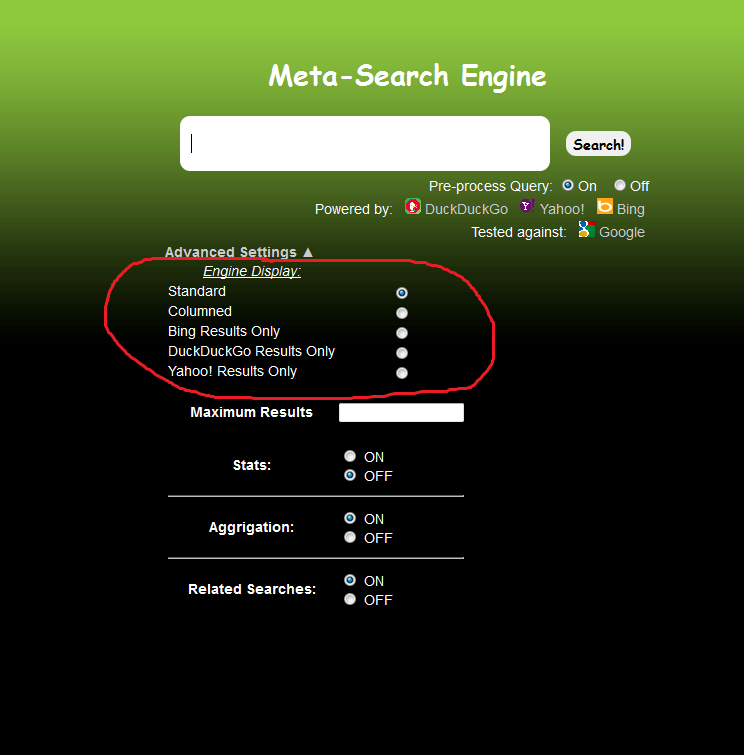 Meta-Search Engine
Search!
Pre-process Query: On Off
Powered by: DuckDuckGo Yahoo! Bing
Tested against: Google
Advanced Settings ▲
Engine Display:
Standard
Columned
Bing Results Only
DuckDuckGo Results Only
Yahoo! Results Only
Maximum Results
ON
Stats:
OFF
ON
Aggrigation:
OFF
ON
Related Searches:
OFF